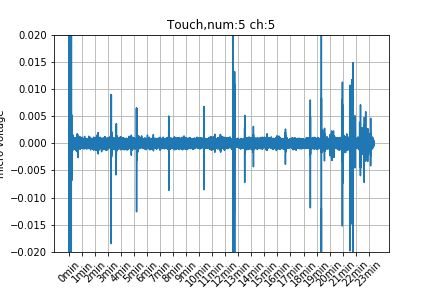 Touch,num:5 ch:5
0.020
0.015
0.010
0.005
0.000
−0.005
−0.010
−0.015
−0.020
micro voltage
0min
1min
2min
3min
4min
5min
6min
7min
8min
9min
10min
11min
12min
13min
14min
15min
16min
17min
18min
19min
20min
21min
22min
23min